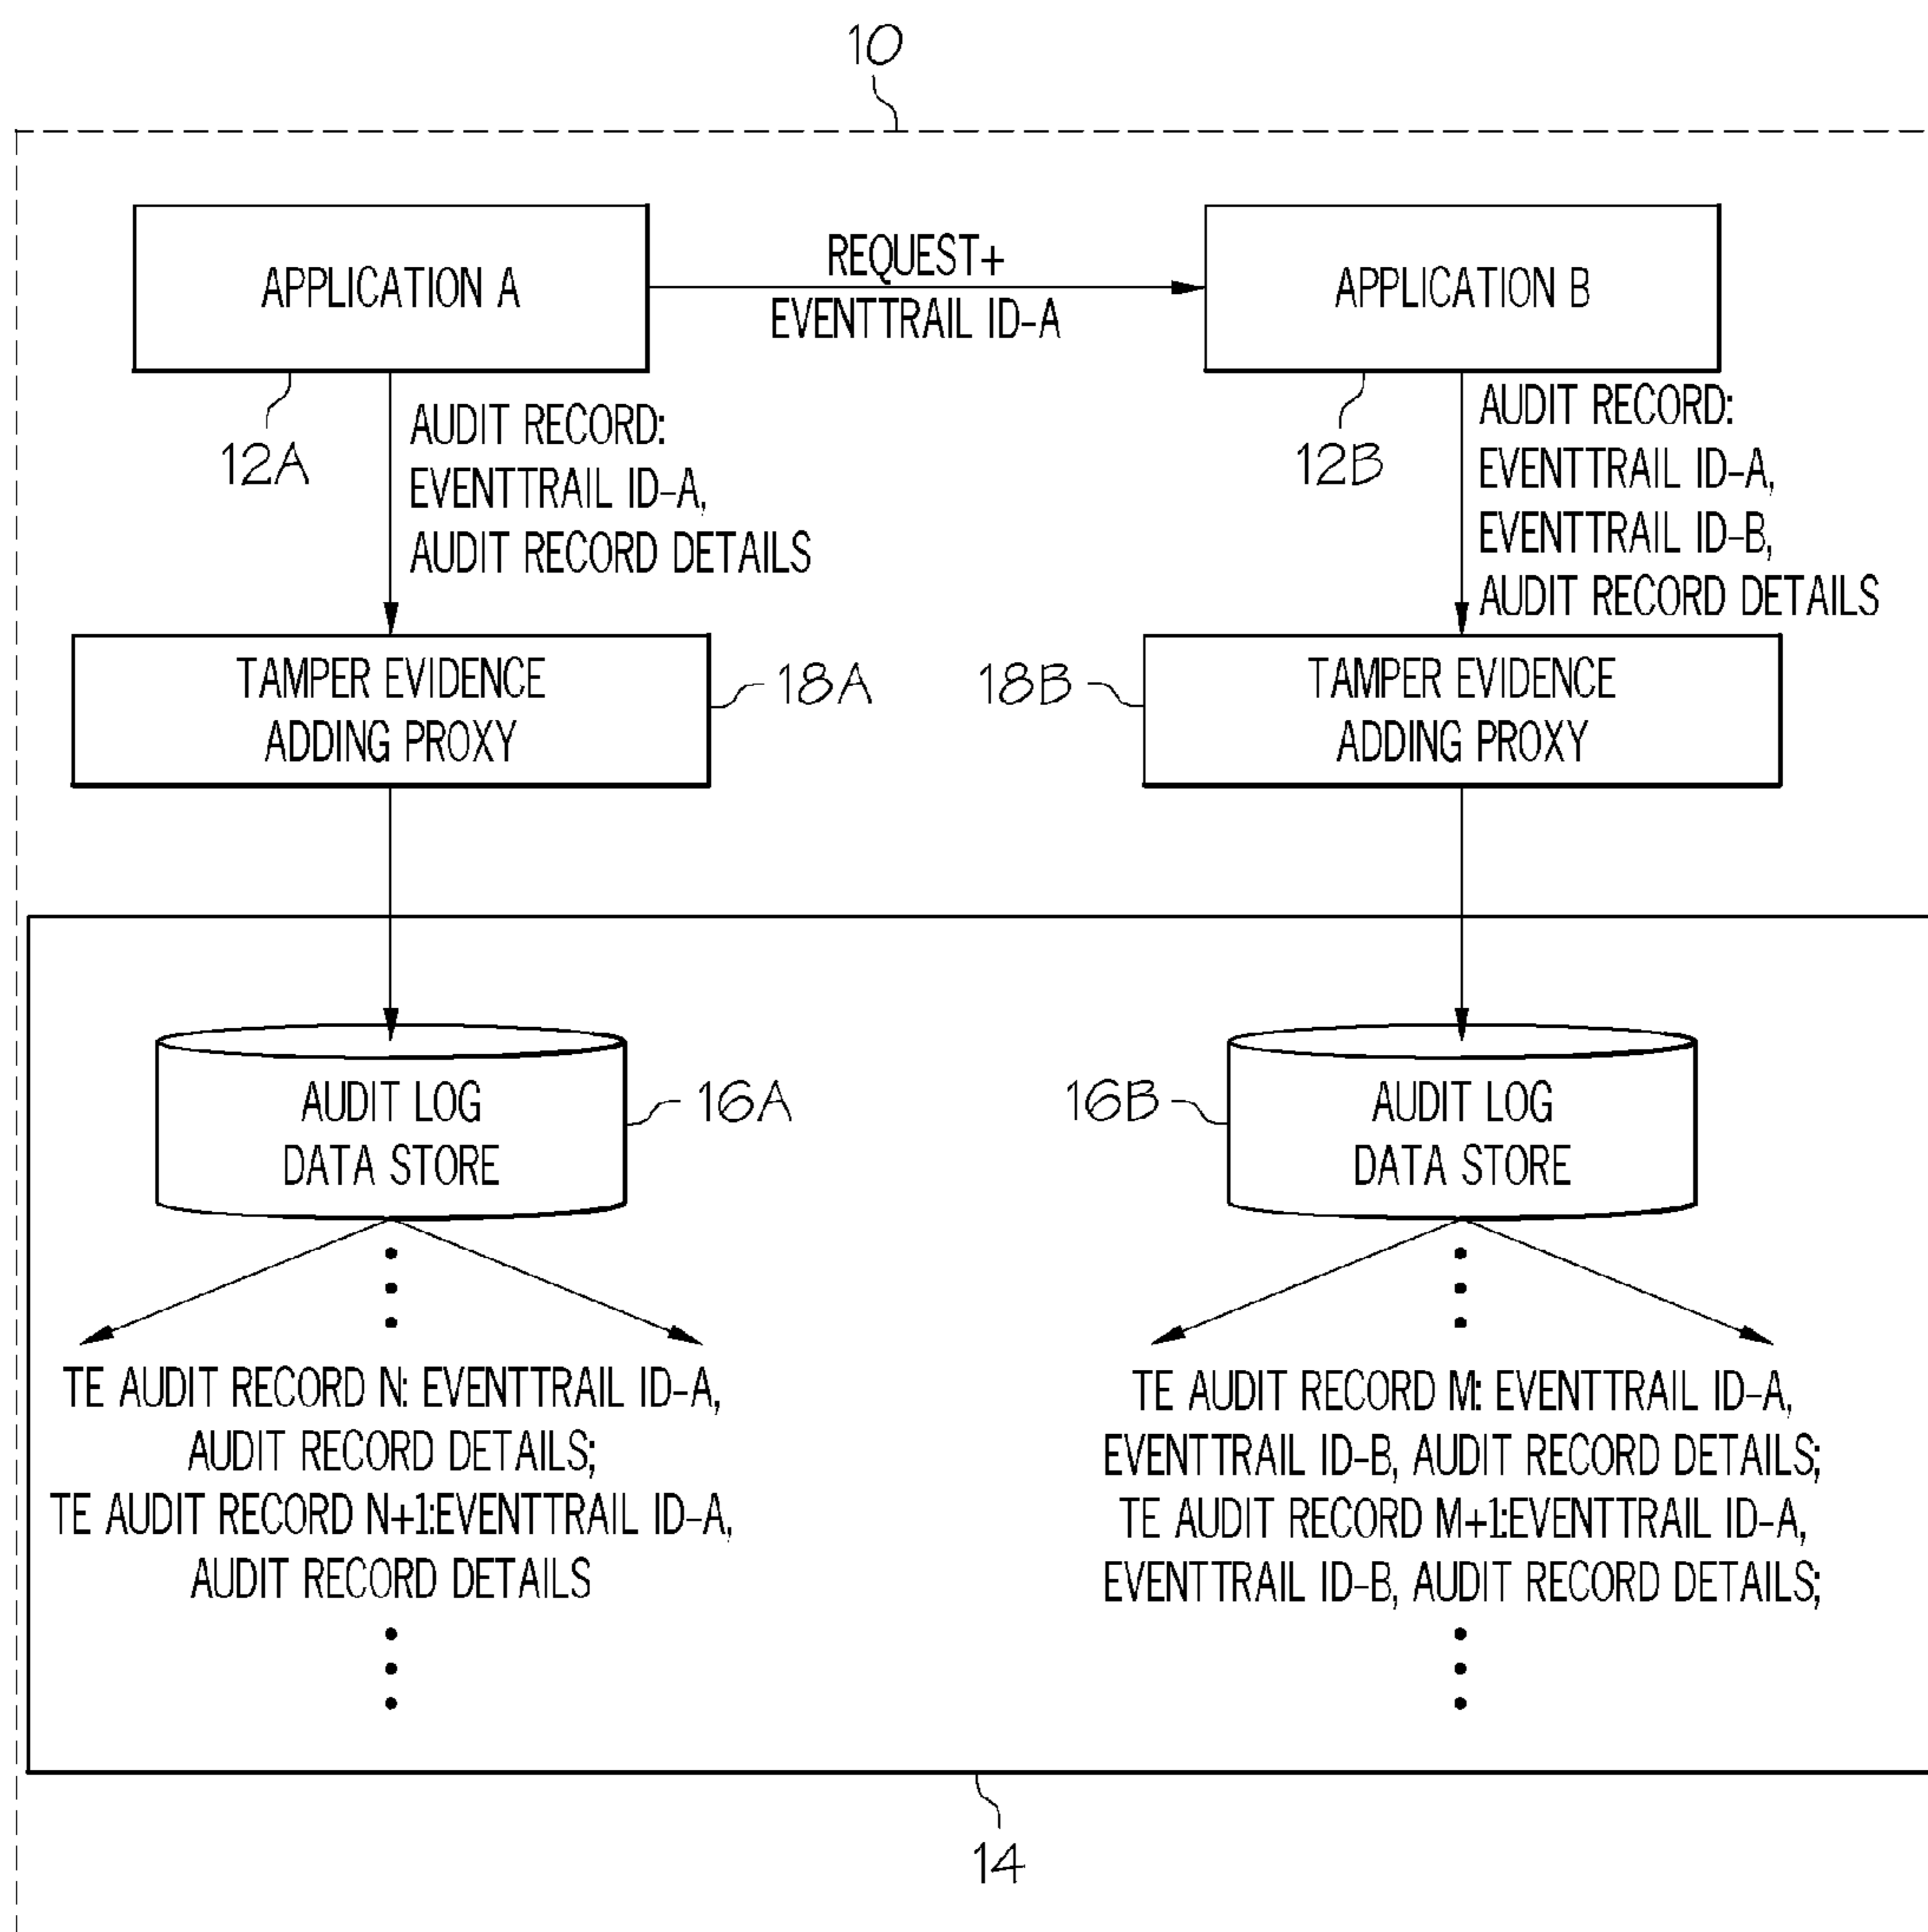 10
APPLICATION A
REQUEST+
EVENTTRAIL ID-A
APPLICATION B
12A
AUDIT RECORD:
EVENTTRAIL ID-A,
AUDIT RECORD DETAILS
12B
AUDIT RECORD:
EVENTTRAIL ID-A,
EVENTTRAIL ID-B,
AUDIT RECORD DETAILS
TAMPER EVIDENCE
ADDING PROXY
18A
18B
TAMPER EVIDENCE
ADDING PROXY
AUDIT LOG
DATA STORE
16A
16B
AUDIT LOG
DATA STORE
TE AUDIT RECORD N: EVENTTRAIL ID-A,
AUDIT RECORD DETAILS;
TE AUDIT RECORD N+1:EVENTTRAIL ID-A,
AUDIT RECORD DETAILS
TE AUDIT RECORD M: EVENTTRAIL ID-A,
EVENTTRAIL ID-B, AUDIT RECORD DETAILS;
TE AUDIT RECORD M+1:EVENTTRAIL ID-A,
EVENTTRAIL ID-B, AUDIT RECORD DETAILS;
14